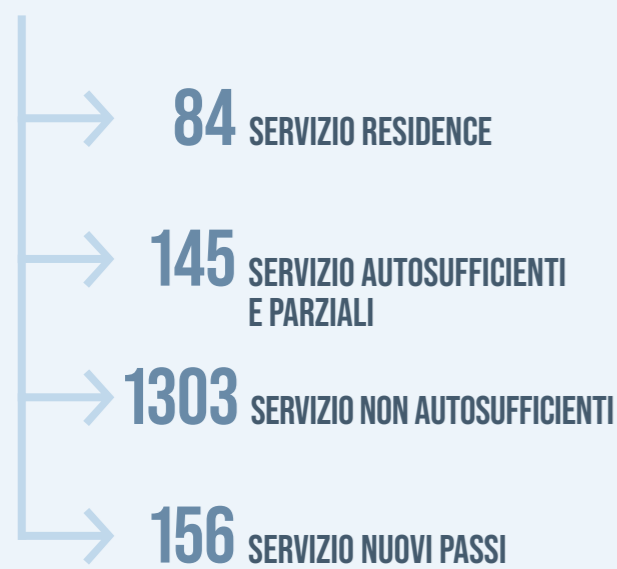 84 SERVIZIO RESIDENCE
145 SERVIZIO AUTOSUFFICIENTI
E PARZIALI
1303 SERVIZIO NON AUTOSUFFICIENTI
156 SERVIZIO NUOVI PASSI